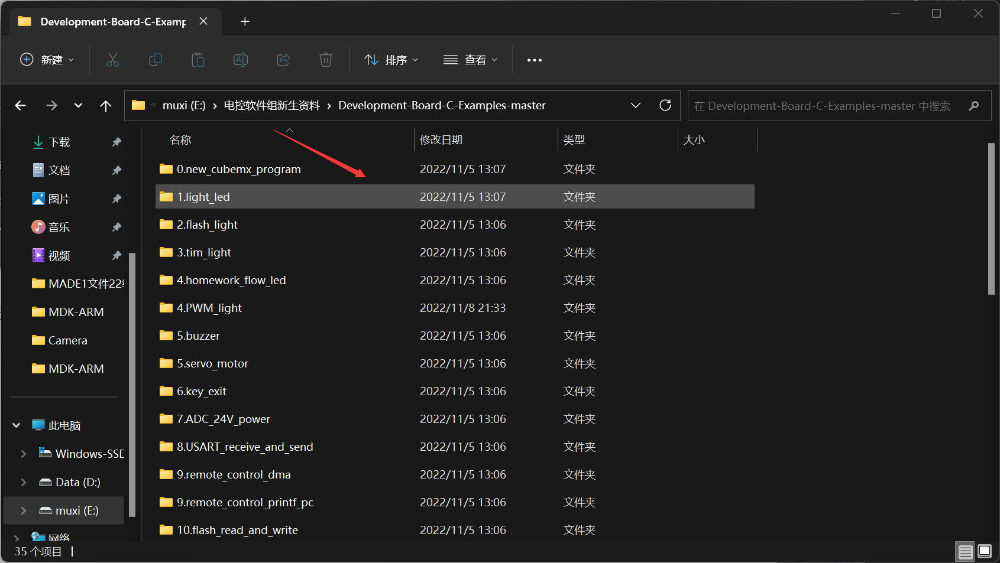 Development-Board-C-Examp
新建
排序
查看
muxi (E:) › 电控软件组新生资料 › Development-Board-C-Examples-master
在 Development-Board-C-Examples-master 中搜索
下载
文档
图片
音乐
视频
MADE1文件22
MDK-ARM
Camera
MDK-ARM
此电脑
Windows-SSD
Data (D:)
muxi (E:)
网络
名称 修改日期 类型 大小
0.new_cubemx_program 2022/11/5 13:07 文件夹
1.light_led 2022/11/5 13:07 文件夹
2.flash_light 2022/11/5 13:06 文件夹
3.tim_light 2022/11/5 13:06 文件夹
4.homework_flow_led 2022/11/5 13:06 文件夹
4.PWM_light 2022/11/8 21:33 文件夹
5.buzzer 2022/11/5 13:06 文件夹
5.servo_motor 2022/11/5 13:06 文件夹
6.key_exit 2022/11/5 13:06 文件夹
7.ADC_24V_power 2022/11/5 13:06 文件夹
8.USART_receive_and_send 2022/11/5 13:06 文件夹
9.remote_control_dma 2022/11/5 13:06 文件夹
9.remote_control_printf_pc 2022/11/5 13:06 文件夹
10.flash_read_and_write 2022/11/5 13:06 文件夹
35 个项目